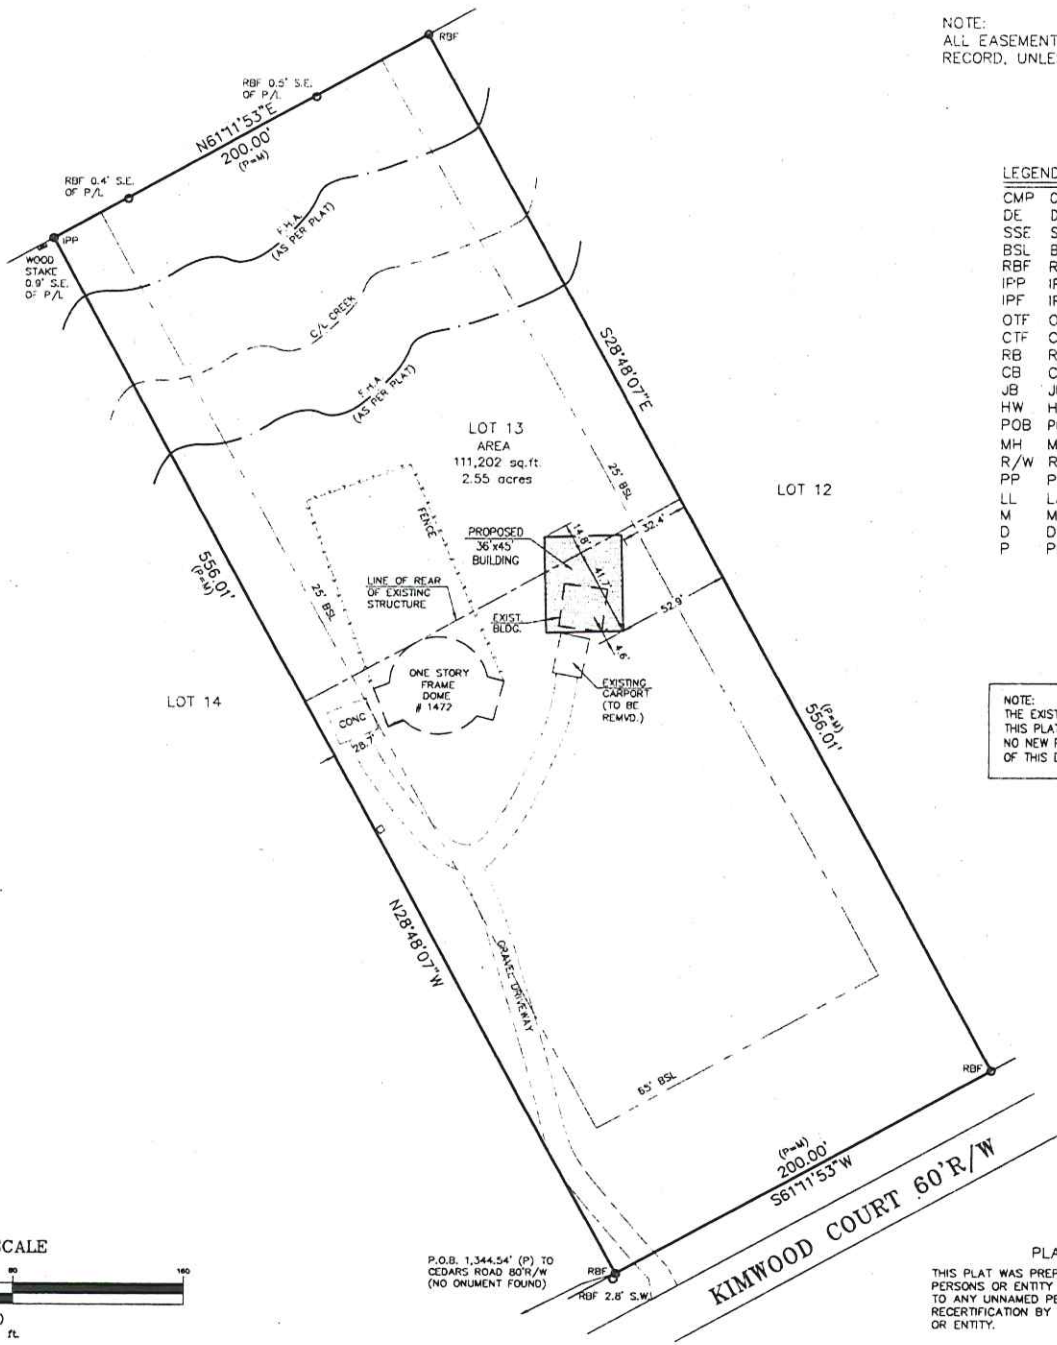 NOTE:
ALL EASEMENT
RECORD, UNLE
RBF
RBF 0.5' S.E.
OF P/L
N61°11'53"E
200.00'
(P=M)
RBF 0.4' S.E.
OF P/L
IPP
WOOD
STAKE
0.9' S.E.
OF P/L
F.H.A.
(AS PER PLAT)
C/L CREEK
F.H.A.
(AS PER PLAT)
S28°48'07"E
LEGEND
CMP C
DE D
SSE S
BSL B
RBF R
IPP IP
IPF IP
OTF O
CTF C
RB R
CB C
JB JU
HW H
POB P
MH M
R/W R
PP P
LL L
M M
D D
P P
LOT 13
AREA
111,202 sq.ft.
2.55 acres
25' BSL
LOT 12
FENCE
PROPOSED
36'x45'
BUILDING
14.8'
32.4'
556.01'
(P=M)
25' BSL
LINE OF REAR
OF EXISTING
STRUCTURE
41.7'
EXIST.
BLDG.
52.9'
4.6'
LOT 14
ONE STORY
FRAME
DOME
# 1472
CONC
28.7'
EXISTING
CARPORT
(TO BE
REMVD.)
(P=M)
556.01'
NOTE:
THE EXIST
THIS PLAT
NO NEW F
OF THIS D
N28°48'07"W
GRAVEL DRIVEWAY
65' BSL
RBF
(P=M)
200.00'
S61°11'53"W
KIMWOOD COURT 60'R/W
SCALE
80
160
ft.
P.O.B. 1,344.54' (P) TO
CEDARS ROAD 80'R/W
(NO ONUMENT FOUND)
RBF
RBF 2.8' S.W.
PLA
THIS PLAT WAS PREP
PERSONS OR ENTITY
TO ANY UNNAMED PE
RECERTIFICATION BY
OR ENTITY.